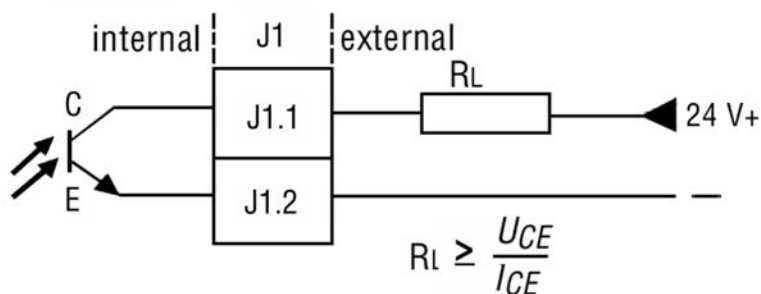 internal J1 external
RL
C
J1.1
24 V+
E
J1.2
RL ≥ UCE
ICE